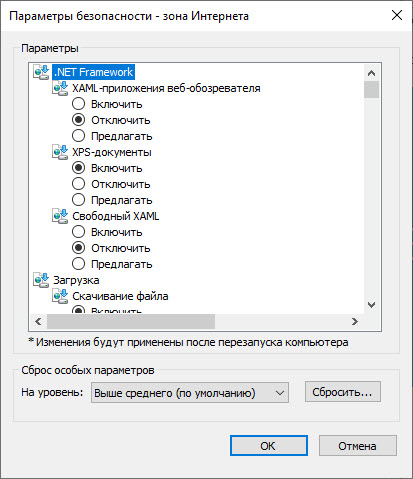 Параметры безопасности - зона Интернета
Параметры
.NET Framework
XAML-приложения веб-обозревателя
Включить
Отключить
Предлагать
XPS-документы
Включить
Отключить
Предлагать
Свободный XAML
Включить
Отключить
Предлагать
Загрузка
Скачивание файла
Включить
* Изменения будут применены после перезапуска компьютера
Сброс особых параметров
На уровень: Выше среднего (по умолчанию) Сбросить...
ОК Отмена